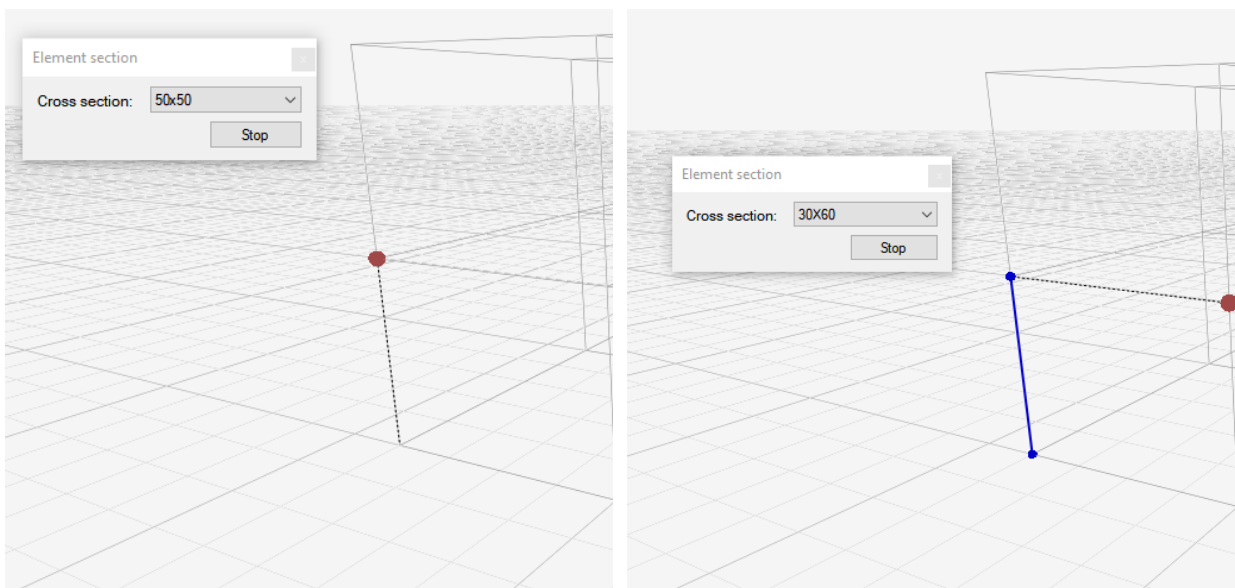 Element section
Cross section: 50x50
Stop
Element section
Cross section: 30X60
Stop